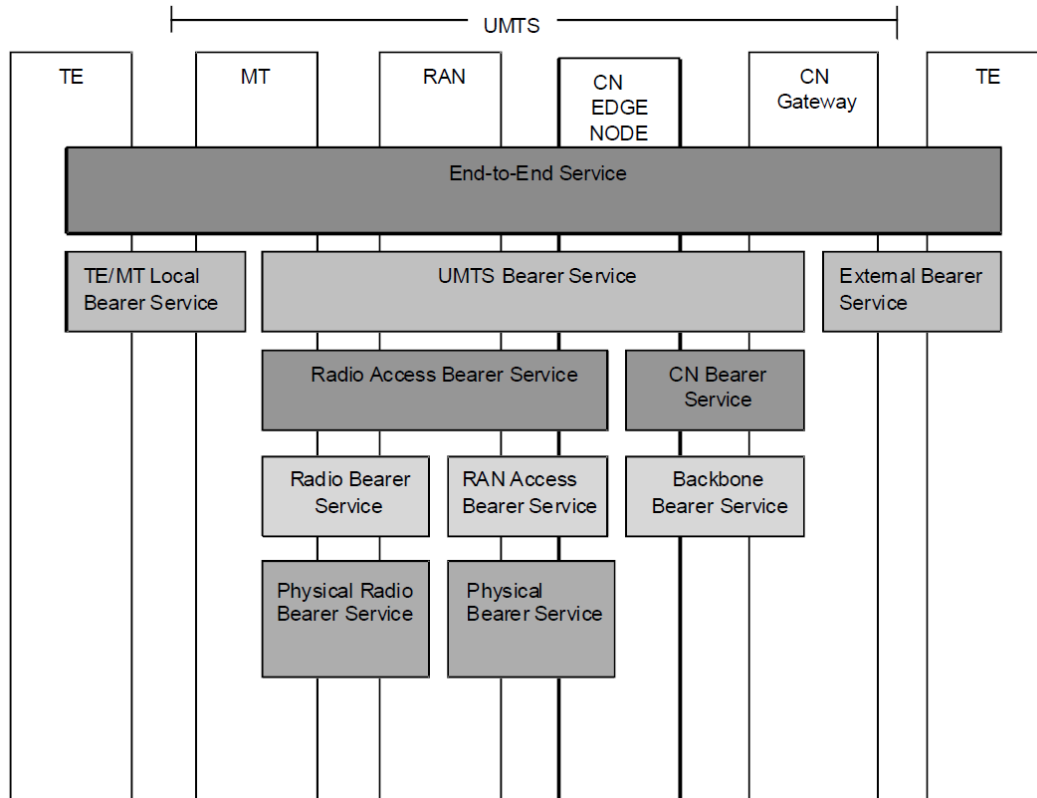 UMTS
TE
MT
RAN
CN
EDGE
NODE
CN
Gateway
TE
End-to-End Service
TE/MT Local
Bearer Service
UMTS Bearer Service
External Bearer
Service
Radio Access Bearer Service
CN Bearer
Service
Radio Bearer
Service
RAN Access
Bearer Service
Backbone
Bearer Service
Physical Radio
Bearer Service
Physical
Bearer Service